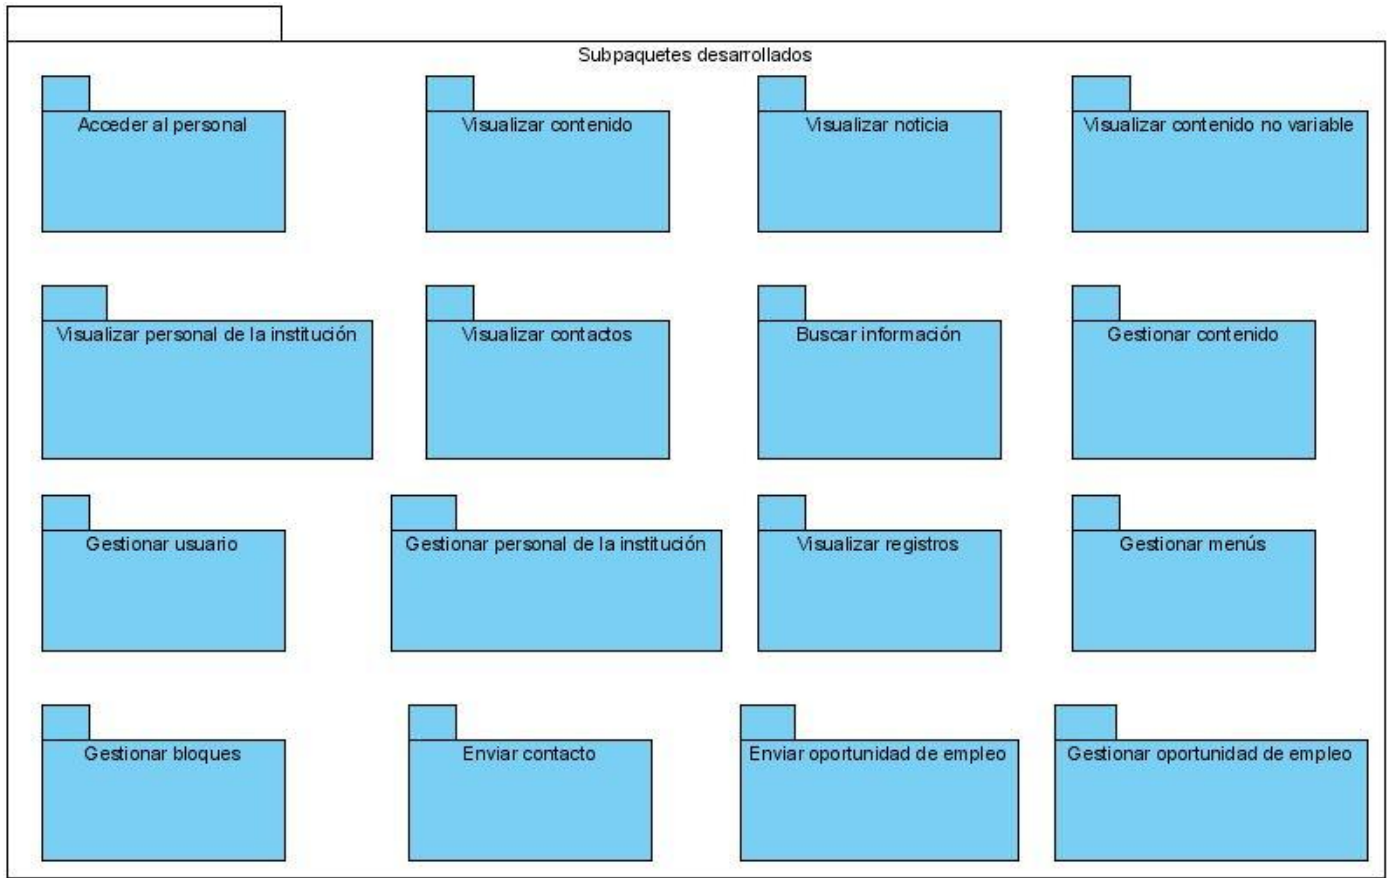 Subpaquetes desarrollados
Acceder al personal
Visualizar contenido
Visualizar noticia
Visualizar contenido no variable
Visualizar personal de la institución
Visualizar contactos
Buscar información
Gestionar contenido
Gestionar usuario
Gestionar personal de la institución
Visualizar registros
Gestionar menús
Gestionar bloques
Enviar contacto
Enviar oportunidad de empleo
Gestionar oportunidad de empleo